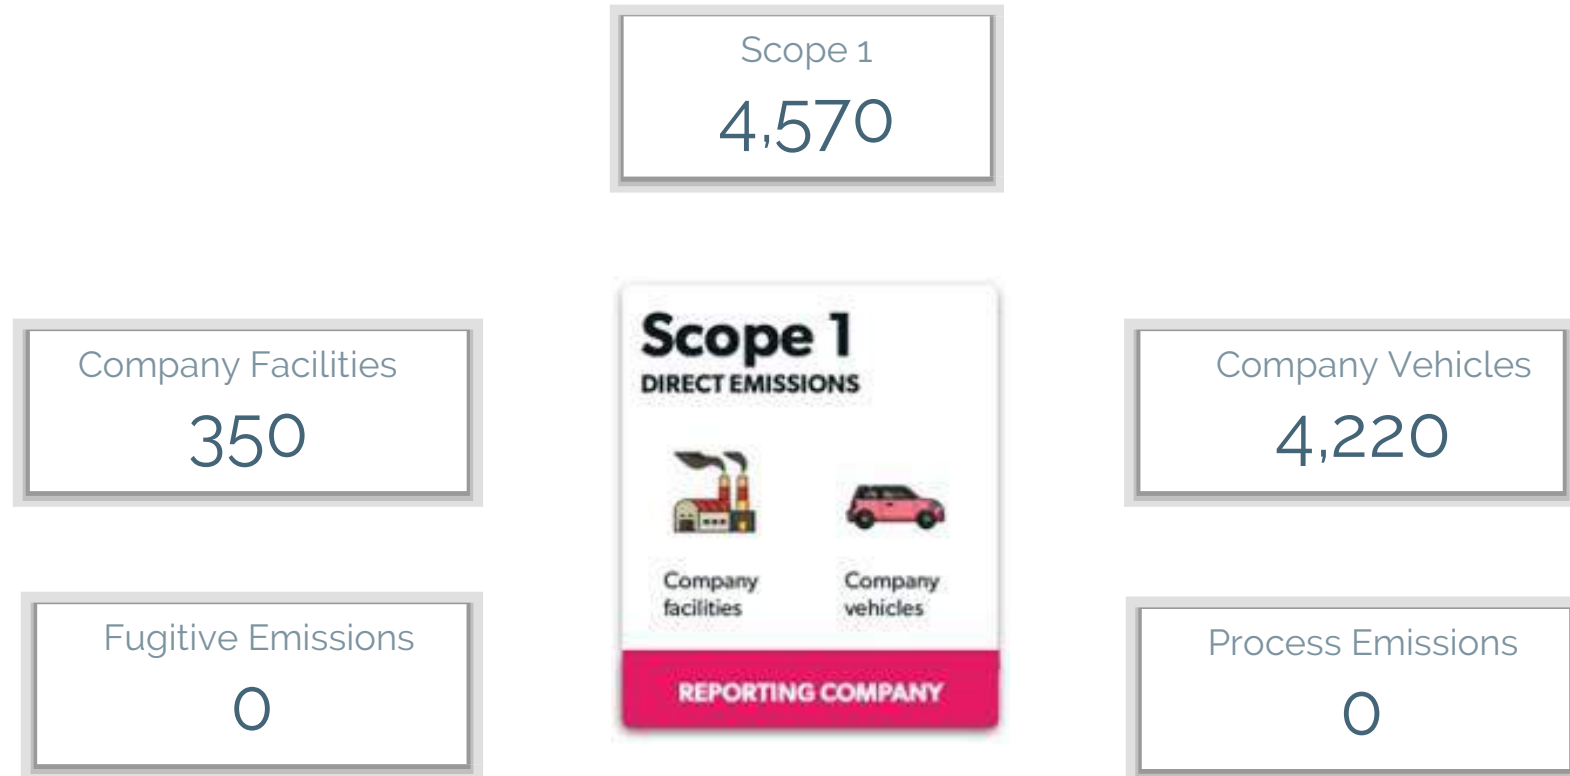 Scope 1
4,570
Company Facilities
350
Scope 1
DIRECT EMISSIONS
Company
facilities
Company
vehicles
REPORTING COMPANY
Company Vehicles
4,220
Fugitive Emissions
0
Process Emissions
0